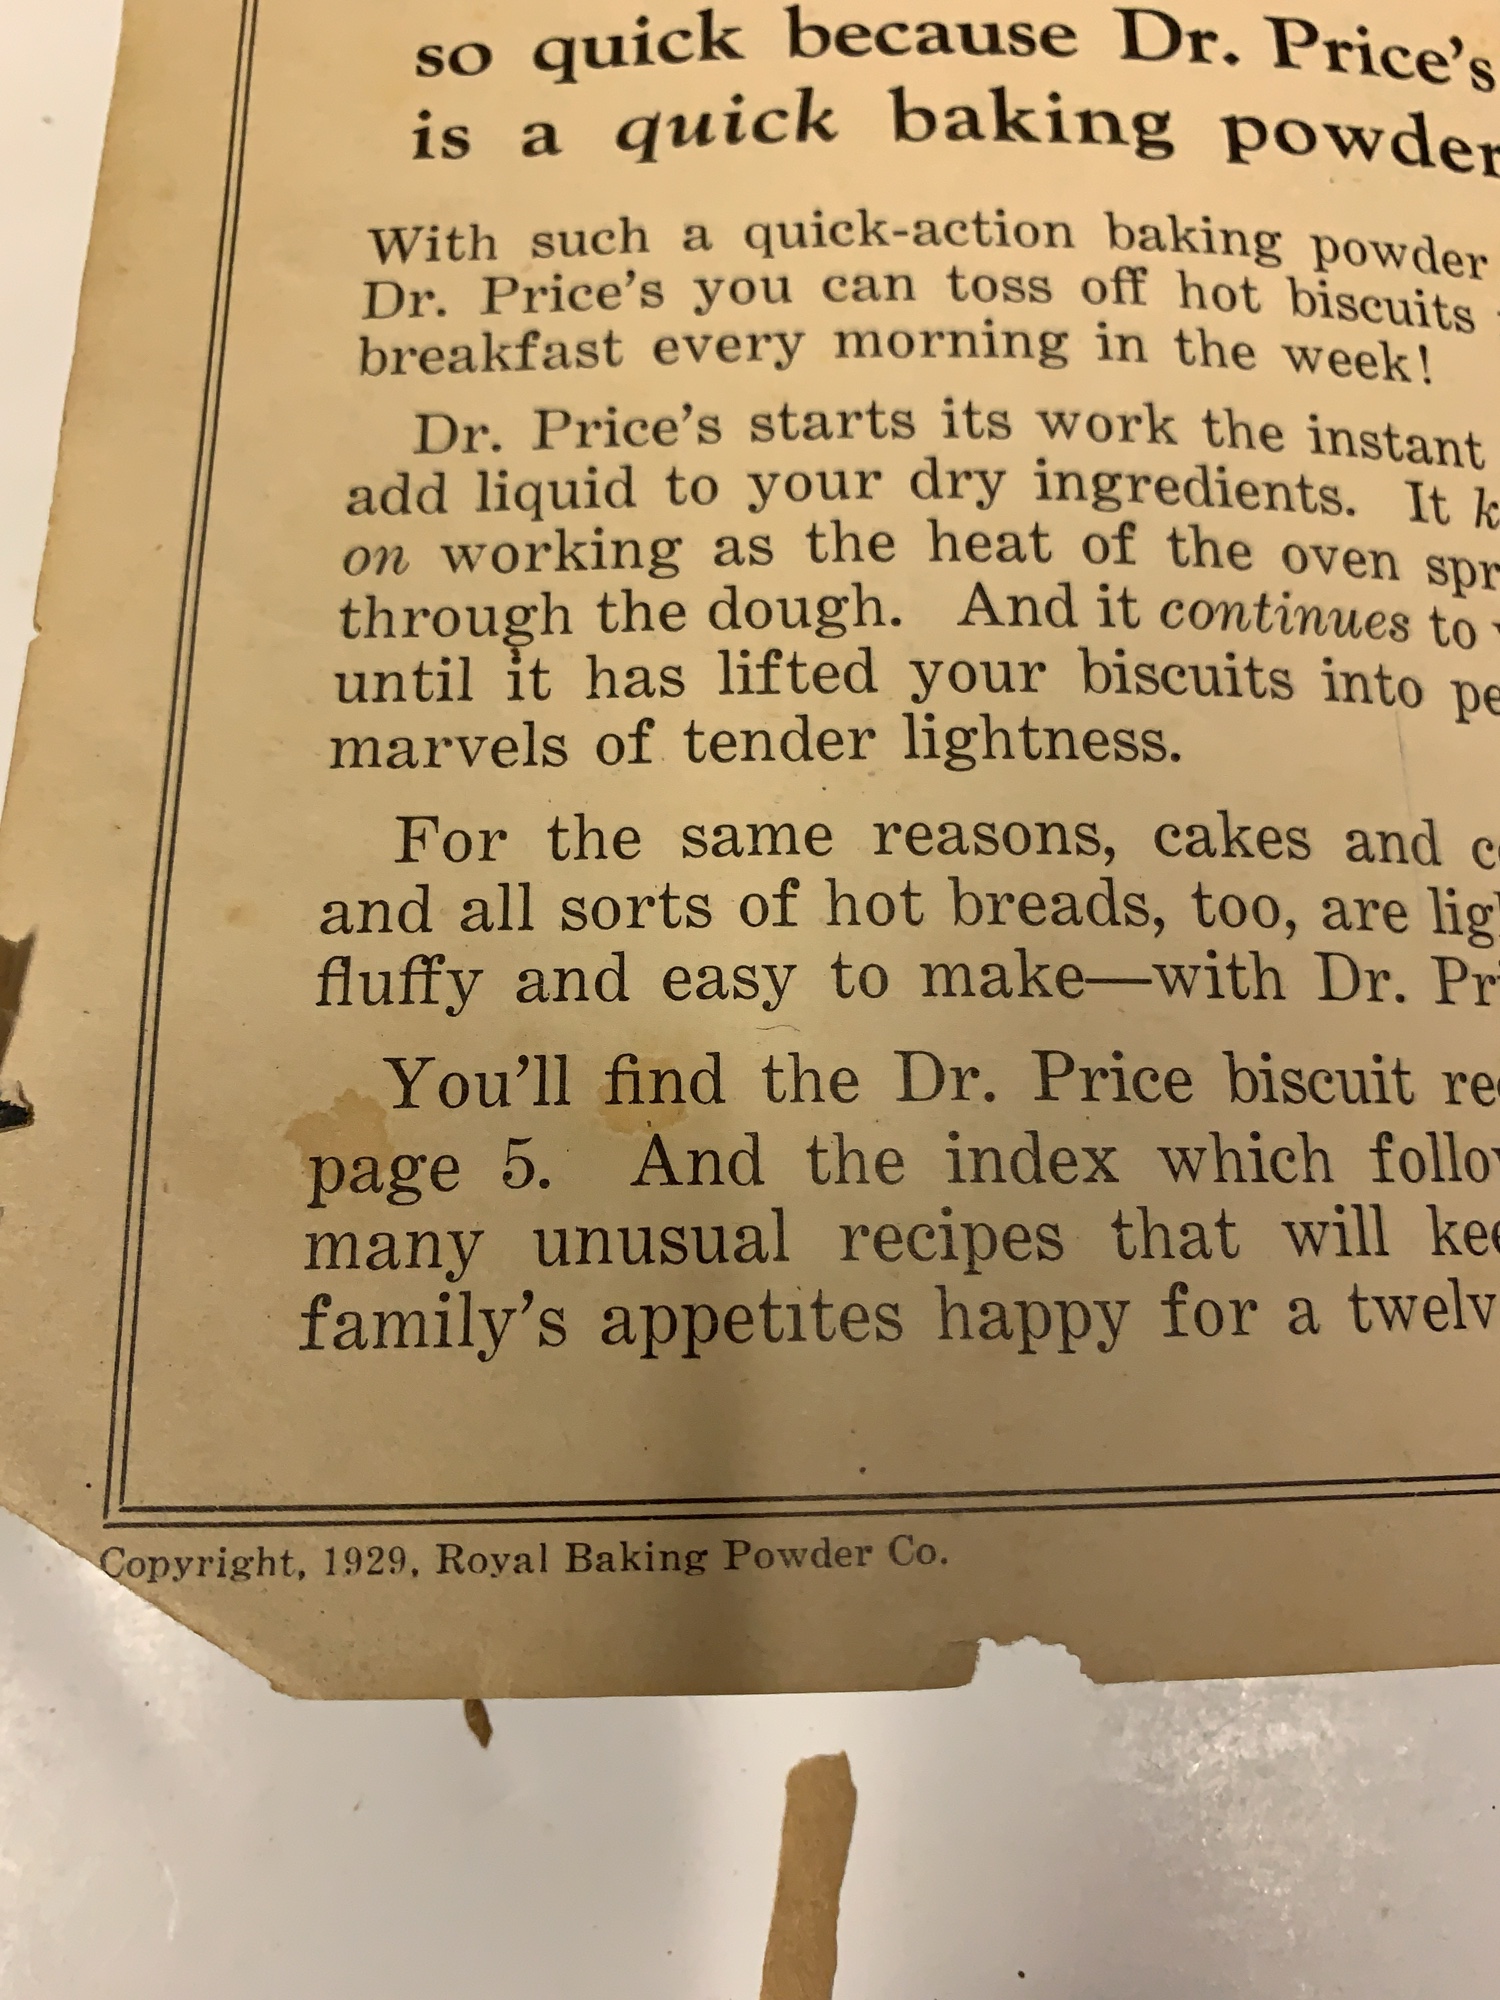 so quick because Dr. Price's
is a quick baking powder
With such a quick-action baking powder
Dr. Price's you can toss off hot biscuits
breakfast every morning in the week!
Dr. Price's starts its work the instant
add liquid to your dry ingredients. It
on working as the heat of the oven
through the dough. And it continues to
until it has lifted your biscuits into
marvels of tender lightness.
For the same reasons, cakes and
and all sorts of hot breads, too, are
fluffy and easy to make—with Dr.
You'll find the Dr. Price biscuit
page 5. And the index which
many unusual recipes that will
family's appetites happy for a
Copyright, 1929, Royal Baking Powder Co.